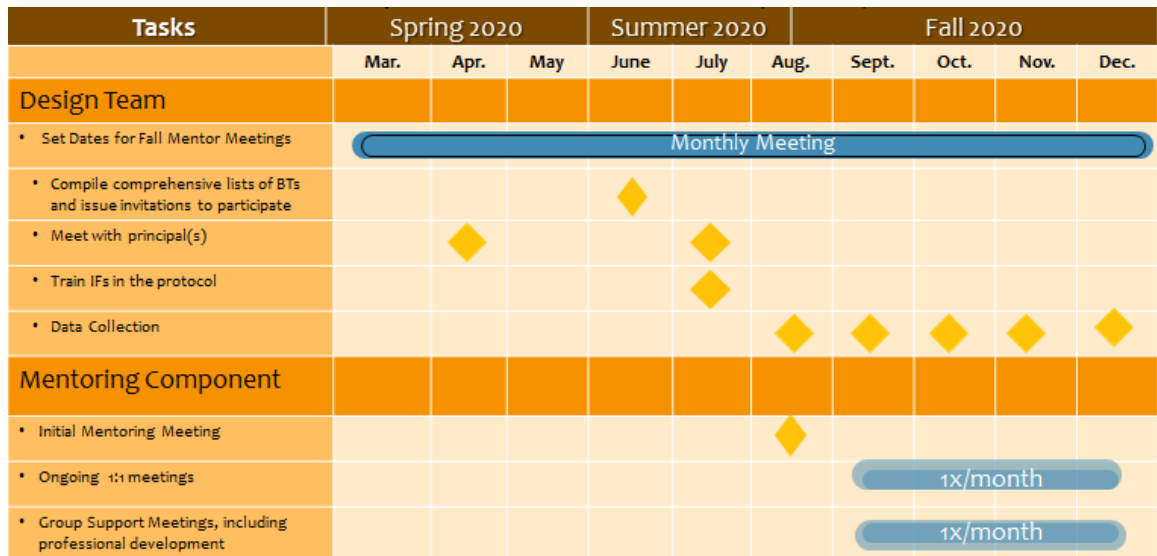 Tasks Spring 2020 Summer 2020 Fall 2020
Mar. Apr. May June July Aug. Sept. Oct. Nov. Dec.
Design Team
• Set Dates for Fall Mentor Meetings Monthly Meeting
• Compile comprehensive lists of BTs
and issue invitations to participate
• Meet with principal(s)
• Train IFs in the protocol
• Data Collection
Mentoring Component
• Initial Mentoring Meeting
• Ongoing 1:1 meetings 1x/month
• Group Support Meetings, including
professional development 1x/month